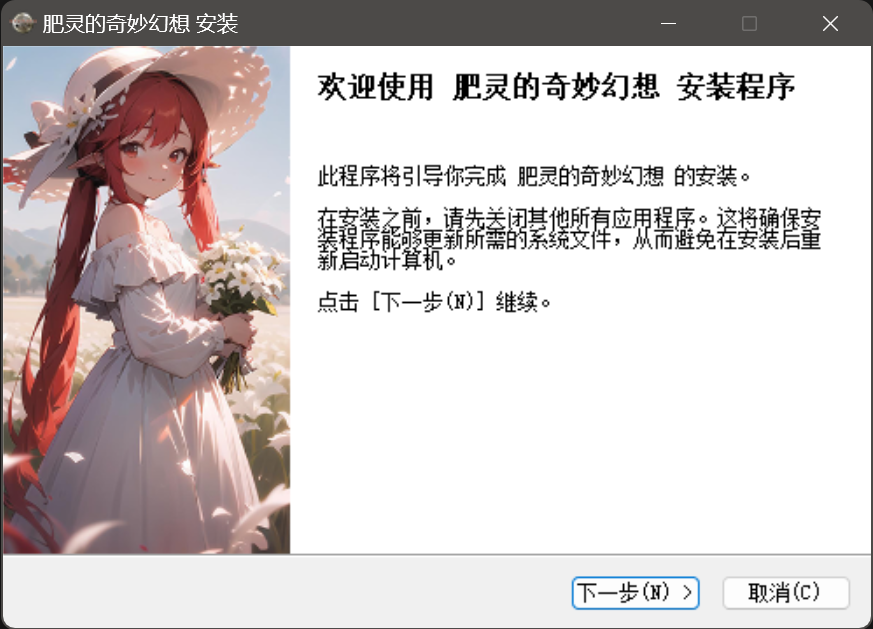 肥灵的奇妙幻想 安装
欢迎使用 肥灵的奇妙幻想 安装程序
此程序将引导你完成 肥灵的奇妙幻想 的安装。
在安装之前，请先关闭其他所有应用程序。这将确保安
装程序能够更新所需的系统文件，从而避免在安装后重
新启动计算机。
点击 [下一步(N)] 继续。
下一步(N) >
取消(C)